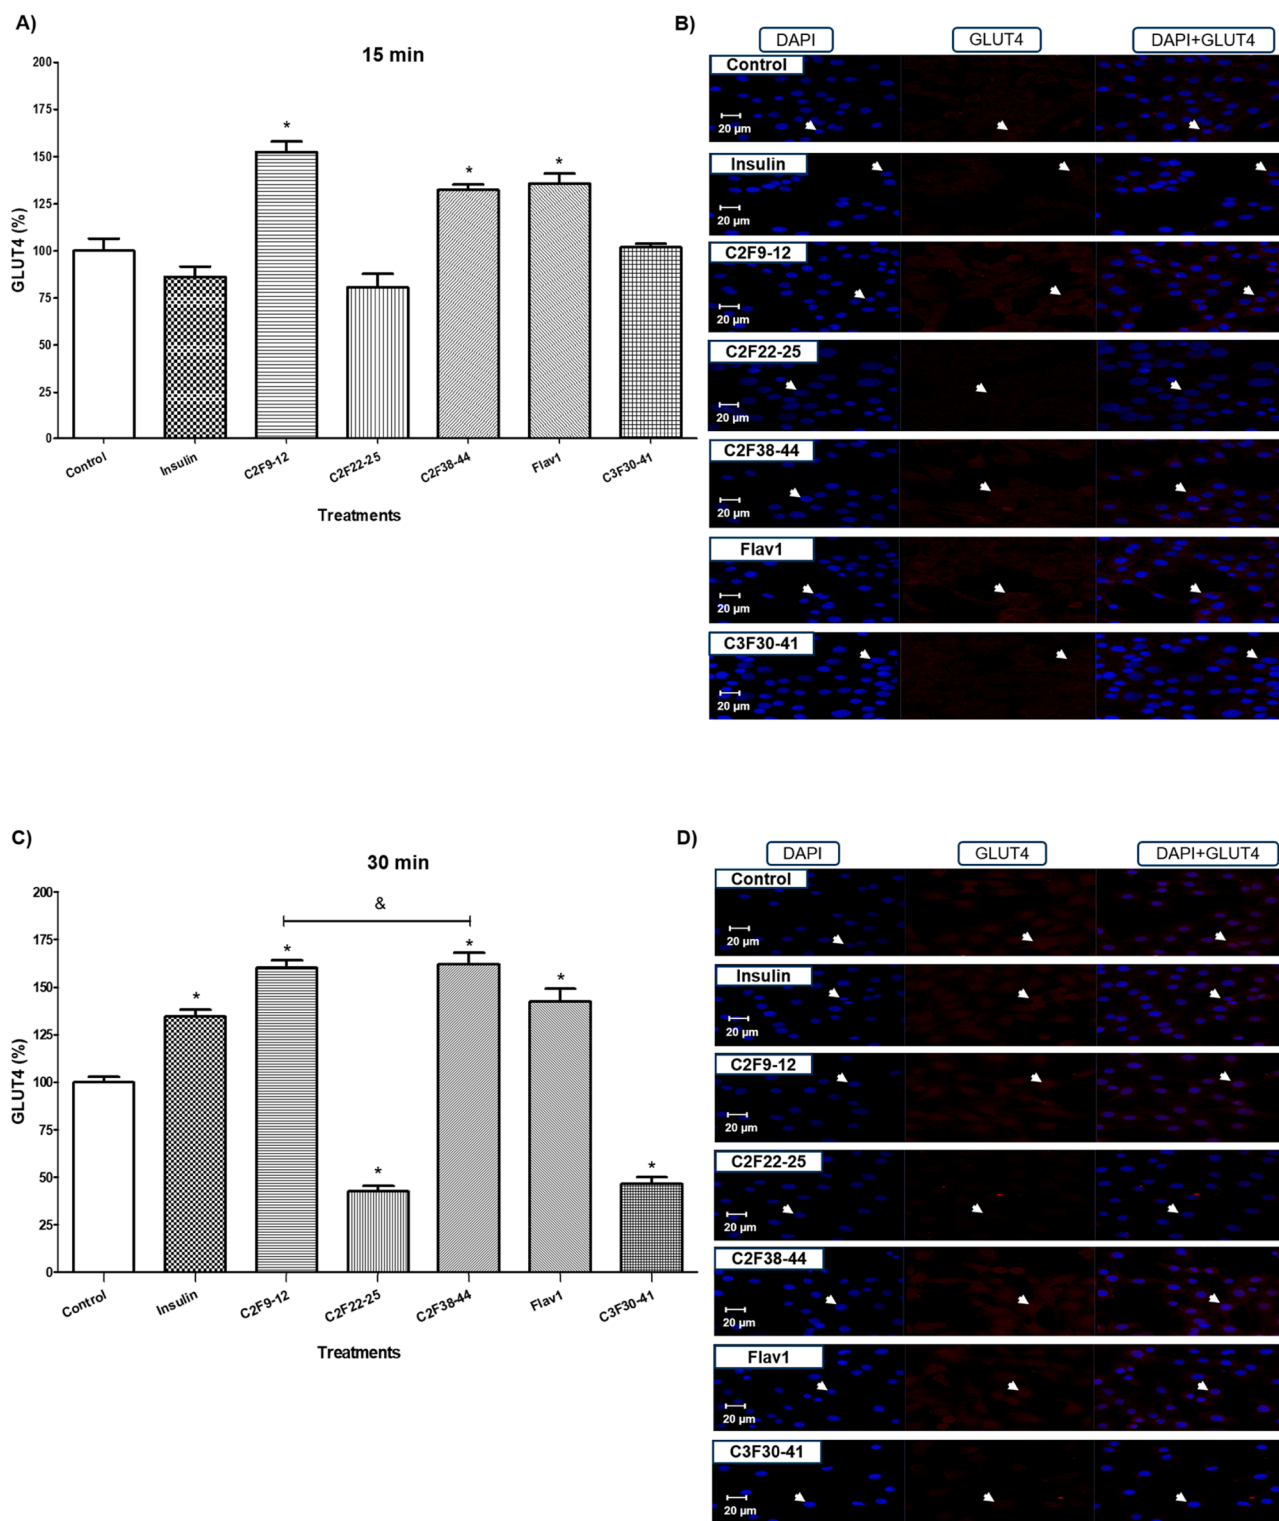 A)
15 min
200
175
150
125
100
75
50
25
0
GLUT4 (%)
*
*
*
Control
Insulin
C2F9-12
C2F22-25
C2F38-44
Flav1
C3F30-41
Treatments
B)
DAPI
GLUT4
DAPI+GLUT4
Control
20 µm
Insulin
20 µm
C2F9-12
20 µm
C2F22-25
20 µm
C2F38-44
20 µm
Flav1
20 µm
C3F30-41
20 µm
C)
30 min
200
175
150
125
100
75
50
25
0
GLUT4 (%)
&
*
*
*
*
*
*
Control
Insulin
C2F9-12
C2F22-25
C2F38-44
Flav1
C3F30-41
Treatments
D)
DAPI
GLUT4
DAPI+GLUT4
Control
20 µm
Insulin
20 µm
C2F9-12
20 µm
C2F22-25
20 µm
C2F38-44
20 µm
Flav1
20 µm
C3F30-41
20 µm